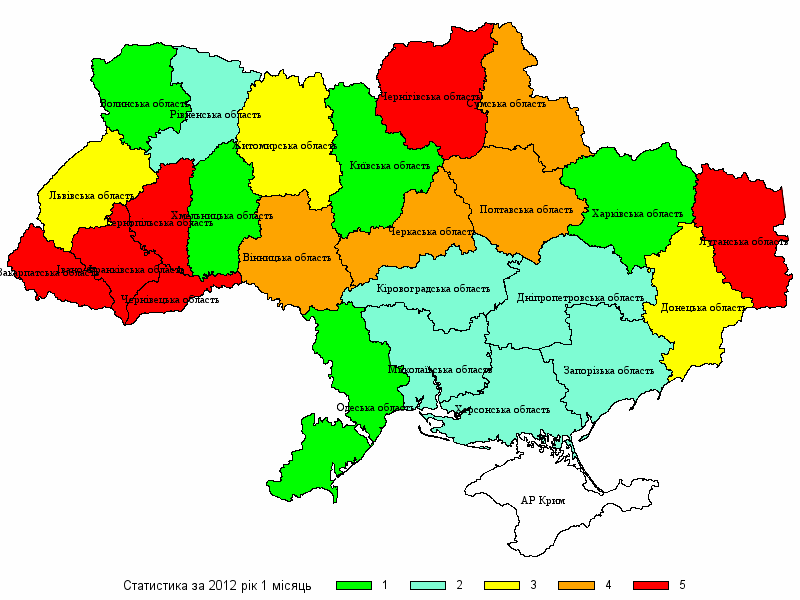 Волинська область
Рівненська область
Чернігівська область
Сумська область
Житомирська область
Київська область
Львівська область
Тернопільська область
Хмельницька область
Черкаська область
Полтавська область
Харківська область
Луганська область
Закарпатська область
Івано-Франківська область
Вінницька область
Чернівецька область
Кіровоградська область
Дніпропетровська область
Донецька область
Миколаївська область
Запорізька область
Одеська область
Херсонська область
АР Крим
Статистика за 2012 рік 1 місяць 1 2 3 4 5